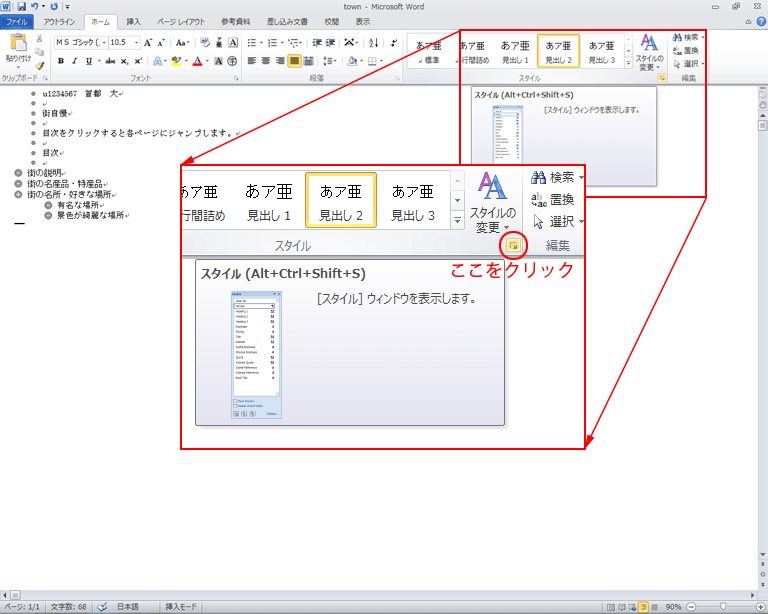 town - Microsoft Word
ファイル アウトライン ホーム 挿入 ページ レイアウト 参考資料 差し込み文書 校閲 表示
貼り付け
ＭＳ ゴシック ( 10.5
B I U abc x₂ x²
あア亜 あア亜 あア亜 あア亜 あア亜
標準 行間詰め 見出し 1 見出し 2 見出し 3
スタイルの変更
検索
置換
選択
クリップボード フォント 段落 スタイル 編集
u1234567 首都 大
街自慢
目次をクリックすると各ページにジャンプします。
目次
街の説明
街の名産品・特産品
街の名所・好きな場所
有名な場所
景色が綺麗な場所
スタイル (Alt+Ctrl+Shift+S)
[スタイル] ウィンドウを表示します。
あア亜 あア亜 あア亜 あア亜
行間詰め 見出し 1 見出し 2 見出し 3
スタイルの
変更
検索
置換
選択
スタイル 編集
ここをクリック
スタイル (Alt+Ctrl+Shift+S)
[スタイル] ウィンドウを表示します。
ページ: 1/1 文字数: 68 日本語 挿入モード 90%